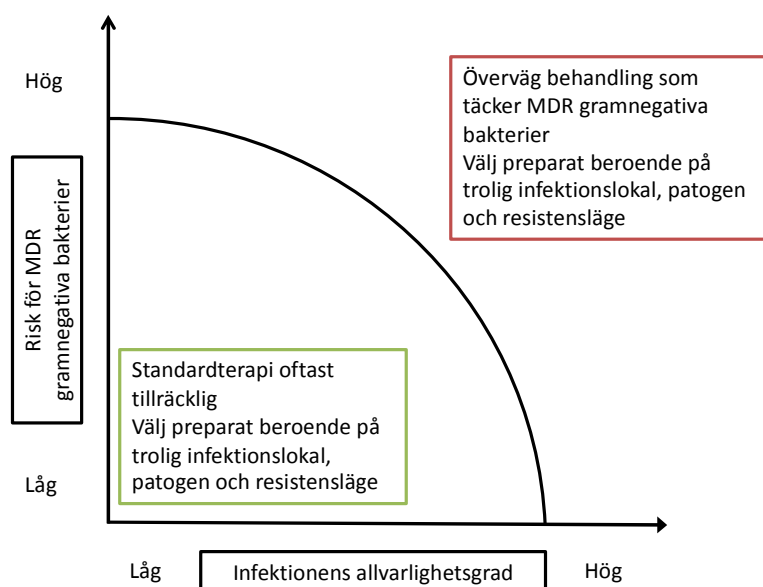 Hög
Överväg behandling som
täcker MDR gramnegativa
bakterier
Välj preparat beroende på
trolig infektionslokal, patogen
och resistensläge
Risk för MDR
gramnegativa bakterier
Standardterapi oftast
tillräcklig
Välj preparat beroende på
trolig infektionslokal,
patogen och resistensläge
Låg
Låg
Infektionens allvarlighetsgrad
Hög